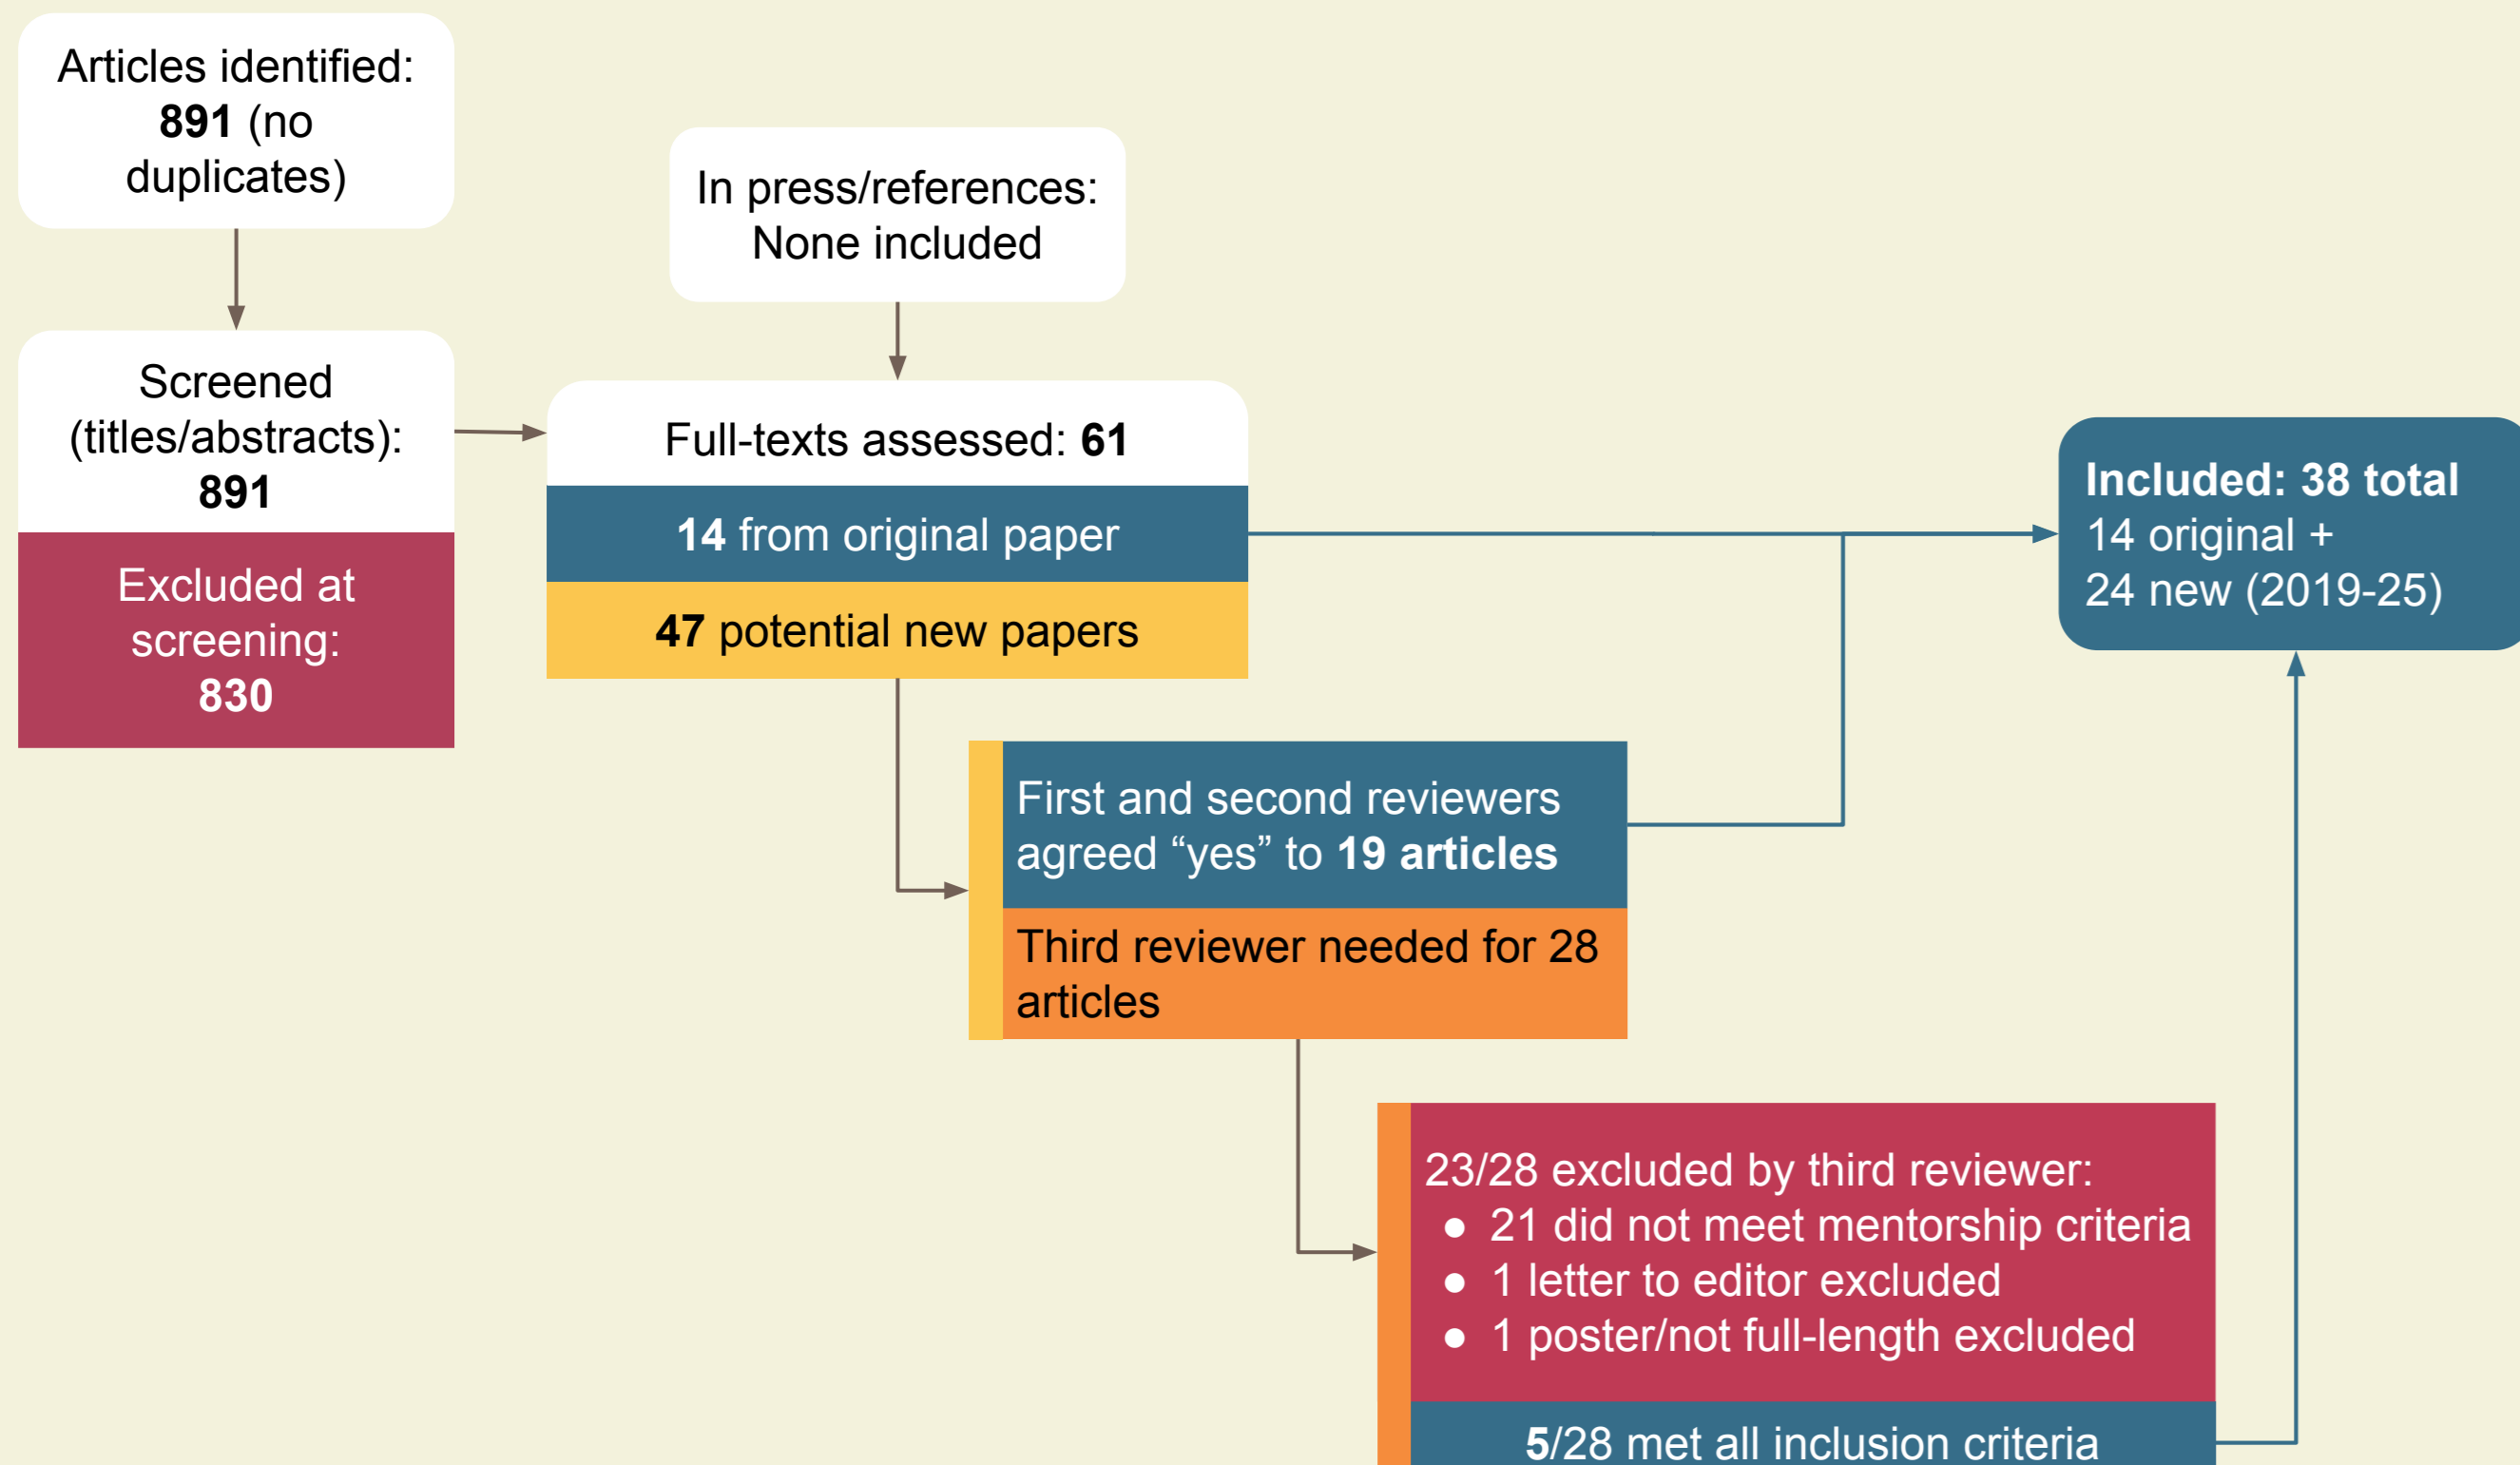 Articles identified:
891 (no
duplicates)
In press/references:
None included
Screened
(titles/abstracts):
891
Excluded at
screening:
830
Full-texts assessed: 61
14 from original paper
47 potential new papers
Included: 38 total
14 original +
24 new (2019-25)
First and second reviewers
agreed “yes” to 19 articles
Third reviewer needed for 28
articles
23/28 excluded by third reviewer:
● 21 did not meet mentorship criteria
● 1 letter to editor excluded
● 1 poster/not full-length excluded
5/28 met all inclusion criteria